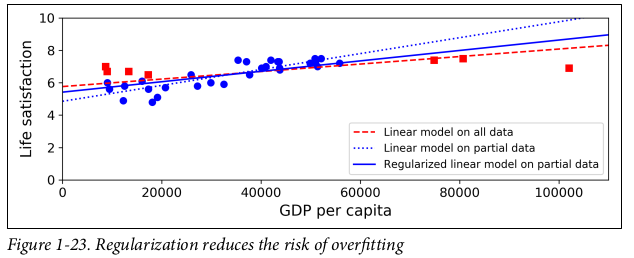 10
8
6
4
2
0
Life satisfaction
Linear model on all data
Linear model on partial data
Regularized linear model on partial data
0 20000 40000 60000 80000 100000
GDP per capita
Figure 1-23. Regularization reduces the risk of overfitting